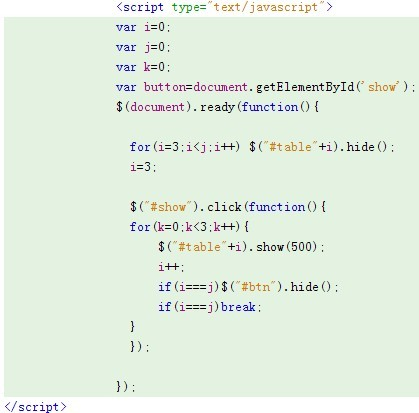 <script type="text/javascript">
var i=0;
var j=0;
var k=0;
var button=document.getElementById('show');
$(document).ready(function(){
for(i=3;i<j;i++) $("#table"+i).hide();
i=3;
$("#show").click(function(){
for(k=0;k<3;k++){
$("#table"+i).show(500);
i++;
if(i===j)$("#btn").hide();
if(i===j)break;
}
});
});
</script>